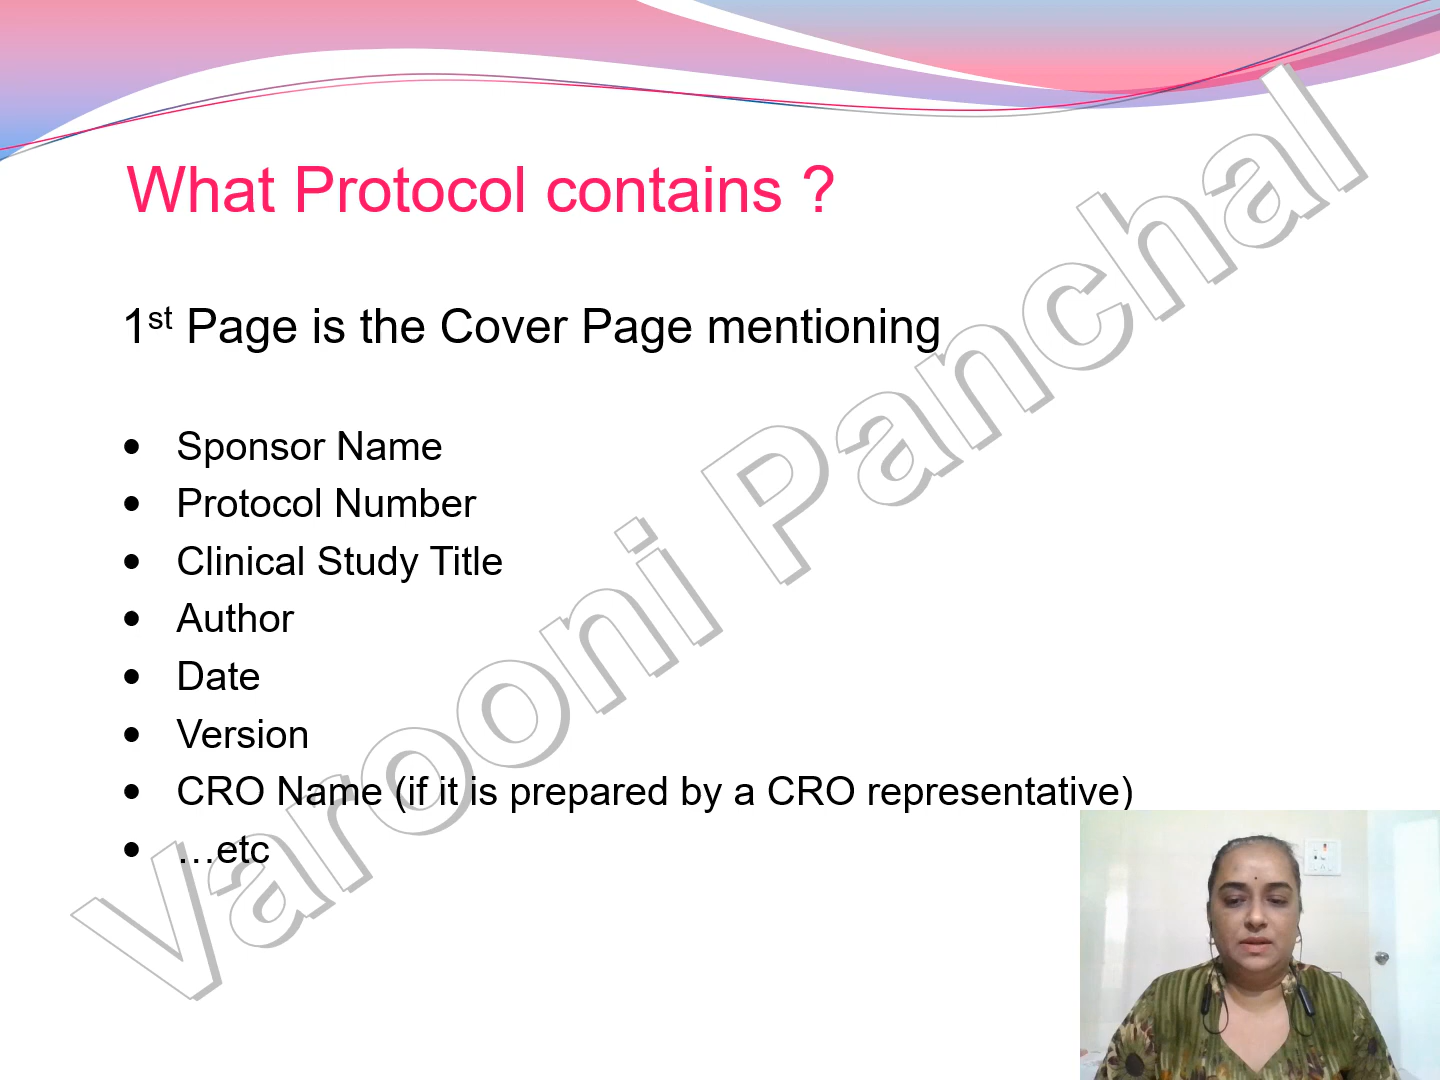 What Protocol contains ?
1st Page is the Cover Page mentioning
• Sponsor Name
• Protocol Number
• Clinical Study Title
• Author
• Date
• Version
• CRO Name (if it is prepared by a CRO representative)
• …etc
Varooni Panchal